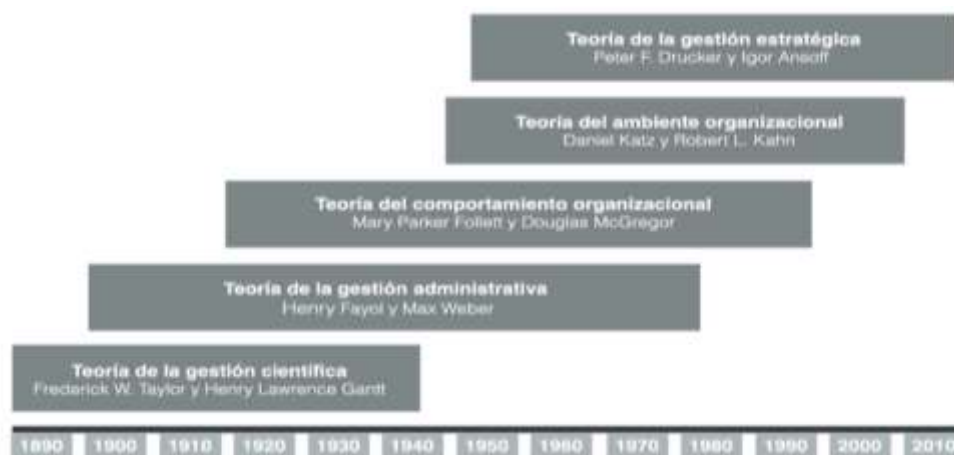 Teoría de la gestión estratégica
Peter F. Drucker y Igor Ansoff
Teoría del ambiente organizacional
Daniel Katz y Robert L. Kahn
Teoría del comportamiento organizacional
Mary Parker Follett y Douglas McGregor
Teoría de la gestión administrativa
Henry Fayol y Max Weber
Teoría de la gestión científica
Frederick W. Taylor y Henry Lawrence Gantt
1890 1900 1910 1920 1930 1940 1950 1960 1970 1980 1990 2000 2010